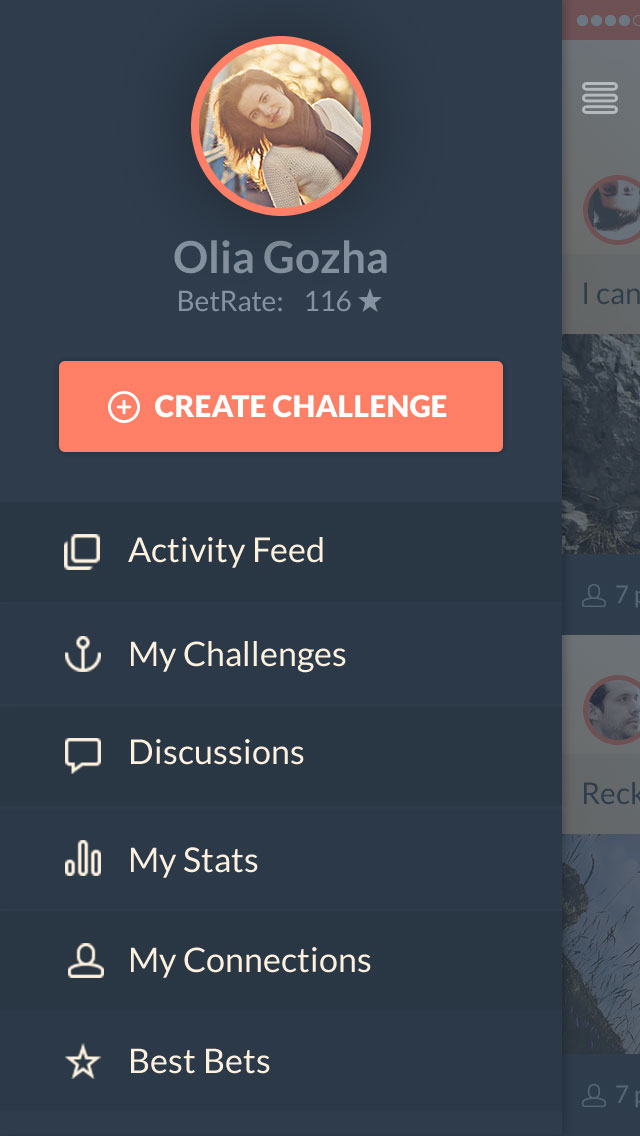 Olia Gozha
BetRate: 116 ★
CREATE CHALLENGE
Activity Feed
My Challenges
Discussions
My Stats
My Connections
Best Bets
I can
7 p
Reck
7 p